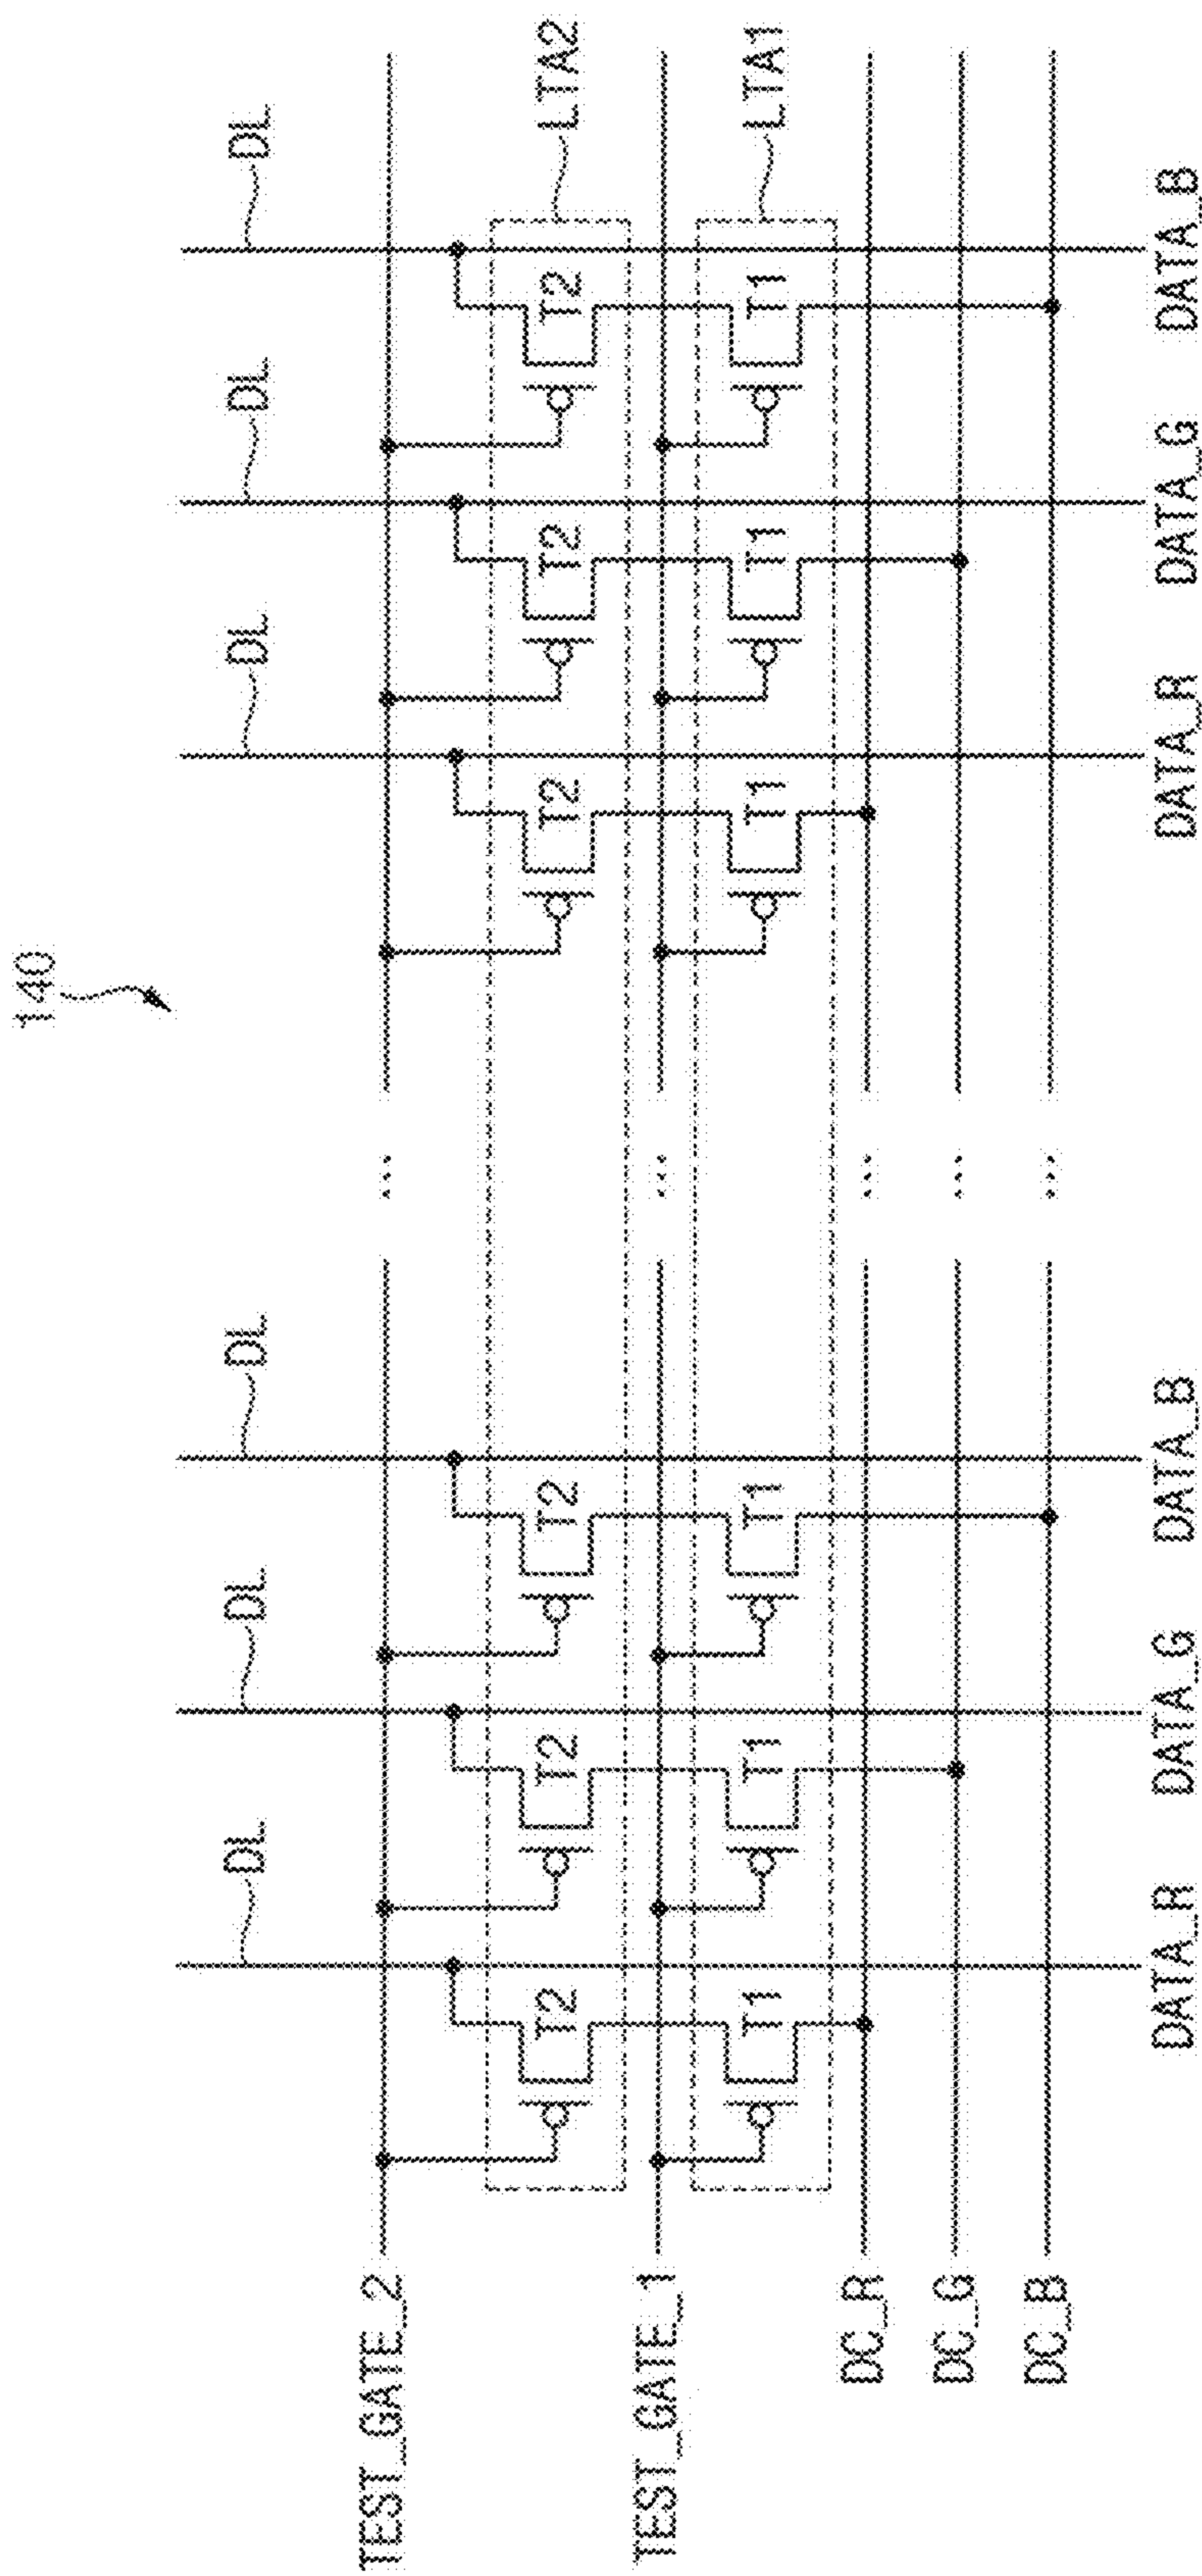 140
DL DL DL DL DL DL
TEST_GATE_2
T2 T2 T2 T2 T2 T2
LTA2
TEST_GATE_1
T1 T1 T1 T1 T1 T1
LTA1
DC_R
DC_G
DC_B
DATA_R DATA_G DATA_B DATA_R DATA_G DATA_B